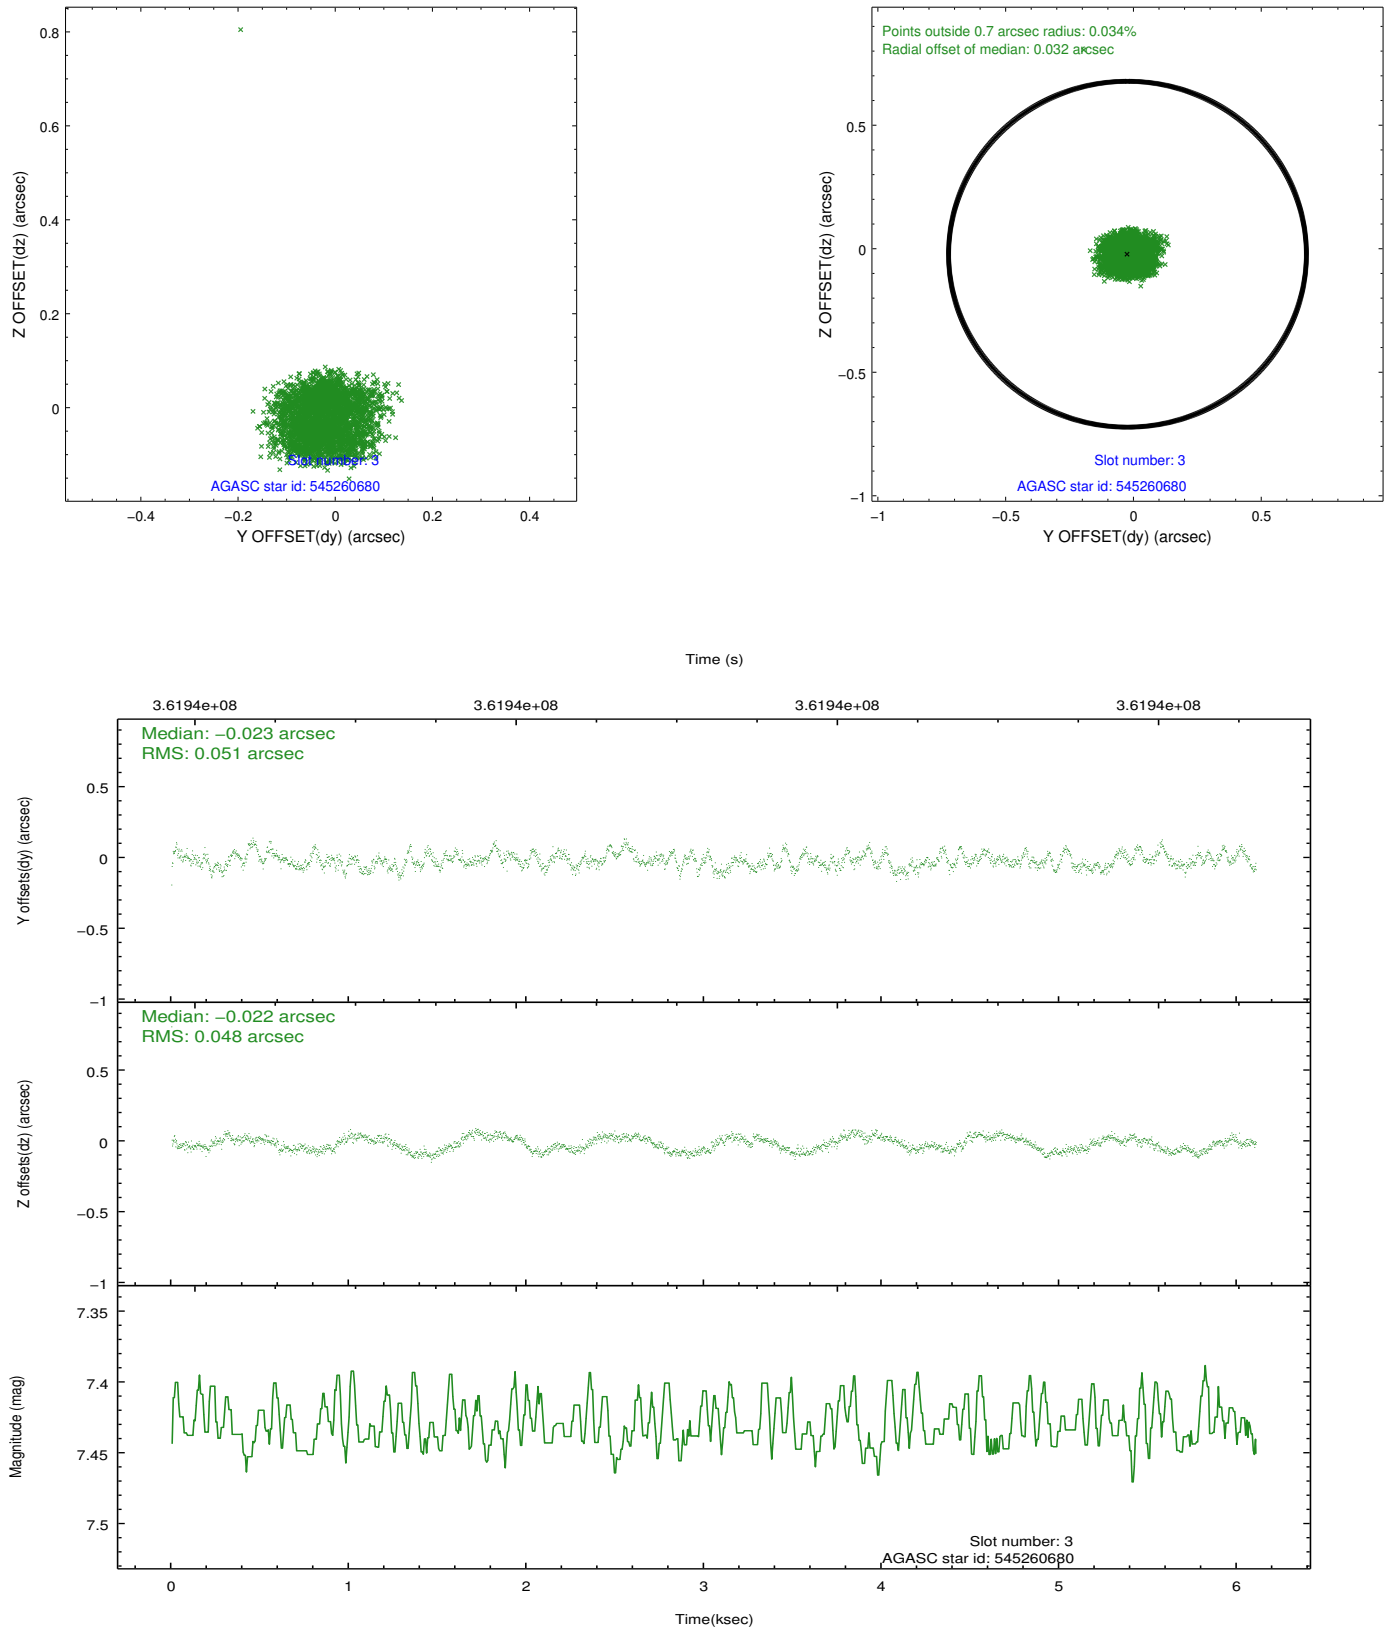 0.8
0.6
0.4
0.2
0
Z OFFSET(dz) (arcsec)
Slot number: 3
AGASC star id: 545260680
−0.4 −0.2 0 0.2 0.4
Y OFFSET(dy) (arcsec)
Points outside 0.7 arcsec radius: 0.034%
Radial offset of median: 0.032 arcsec
0.5
0
−0.5
−1
Z OFFSET(dz) (arcsec)
Slot number: 3
AGASC star id: 545260680
−1 −0.5 0 0.5
Y OFFSET(dy) (arcsec)
Time (s)
3.6194e+08 3.6194e+08 3.6194e+08 3.6194e+08
Median: −0.023 arcsec
RMS: 0.051 arcsec
0.5
0
−0.5
−1
Y offsets(dy) (arcsec)
Median: −0.022 arcsec
RMS: 0.048 arcsec
0.5
0
−0.5
−1
Z offsets(dz) (arcsec)
7.35
7.4
7.45
7.5
Magnitude (mag)
Slot number: 3
AGASC star id: 545260680
0 1 2 3 4 5 6
Time(ksec)